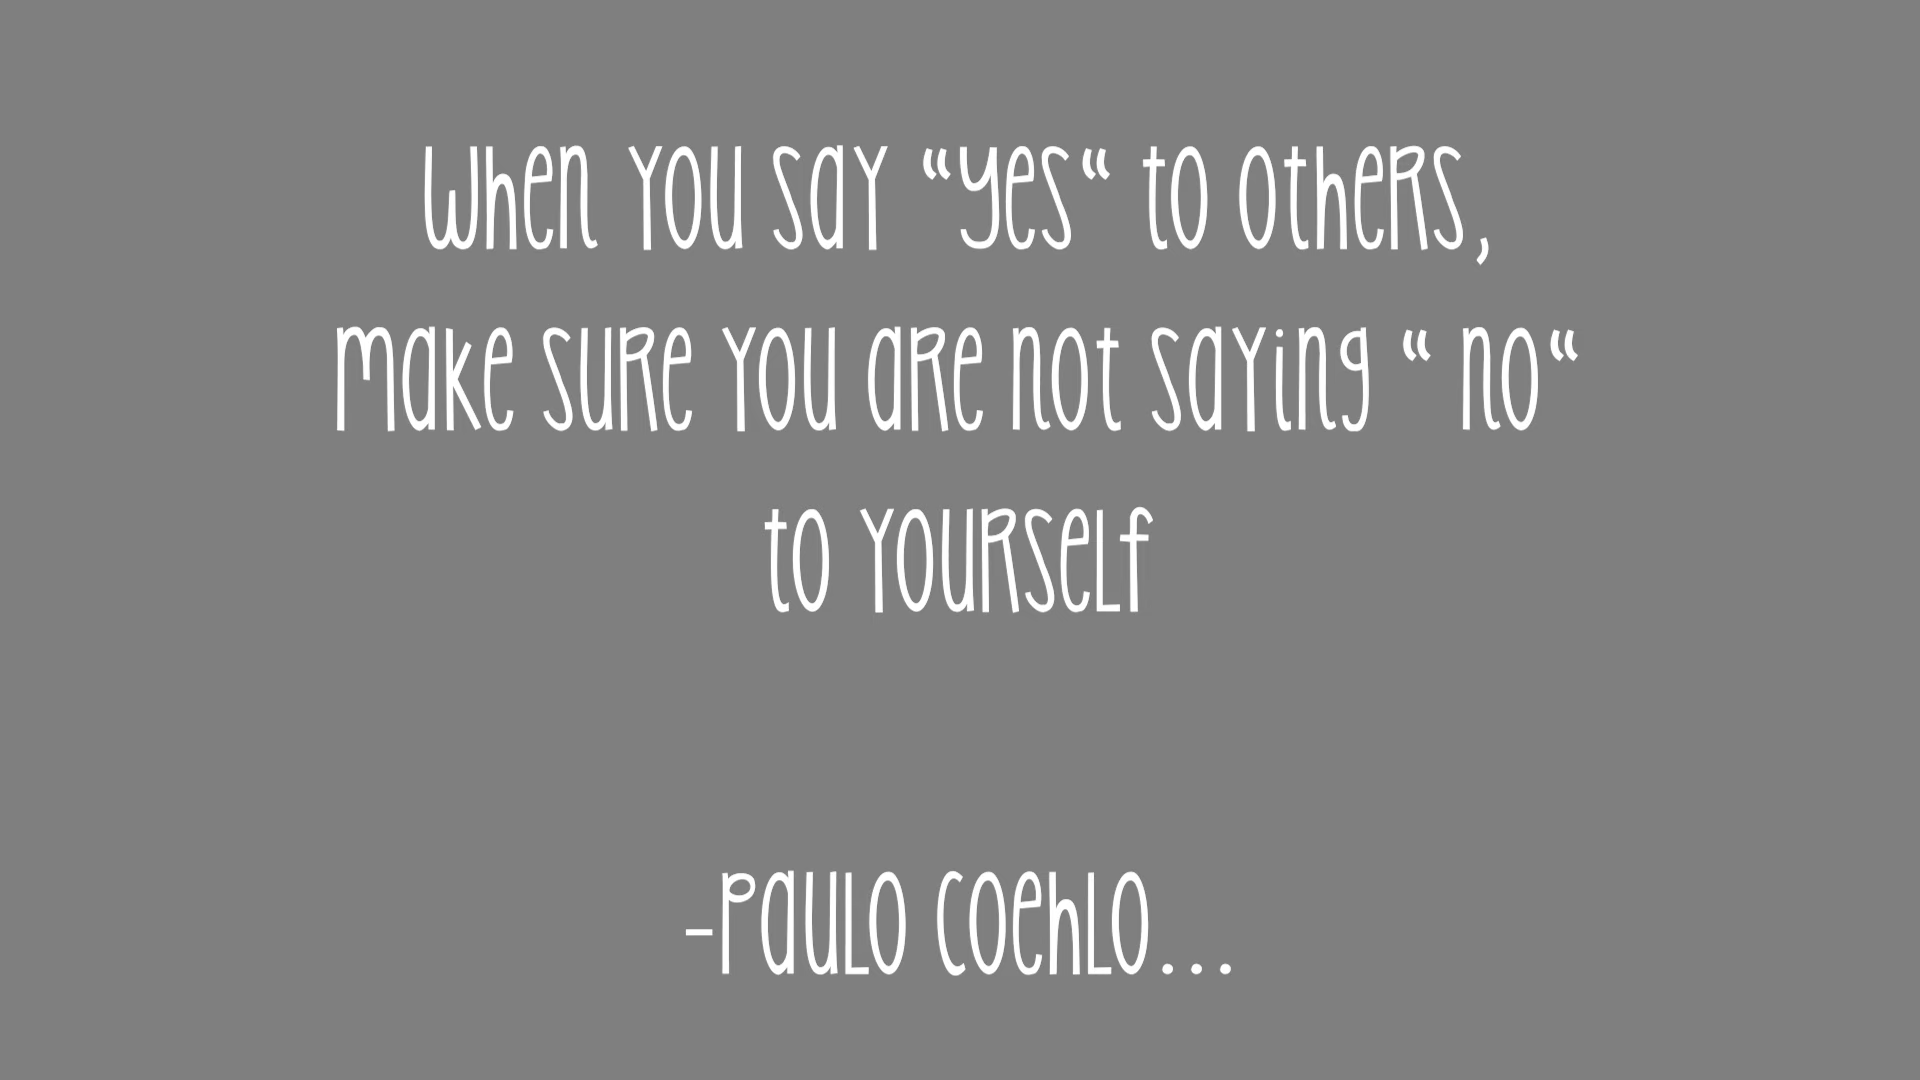 When you say “yes“ to others,
make sure you are not saying “ no“
to yourself
-Paulo Coehlo...